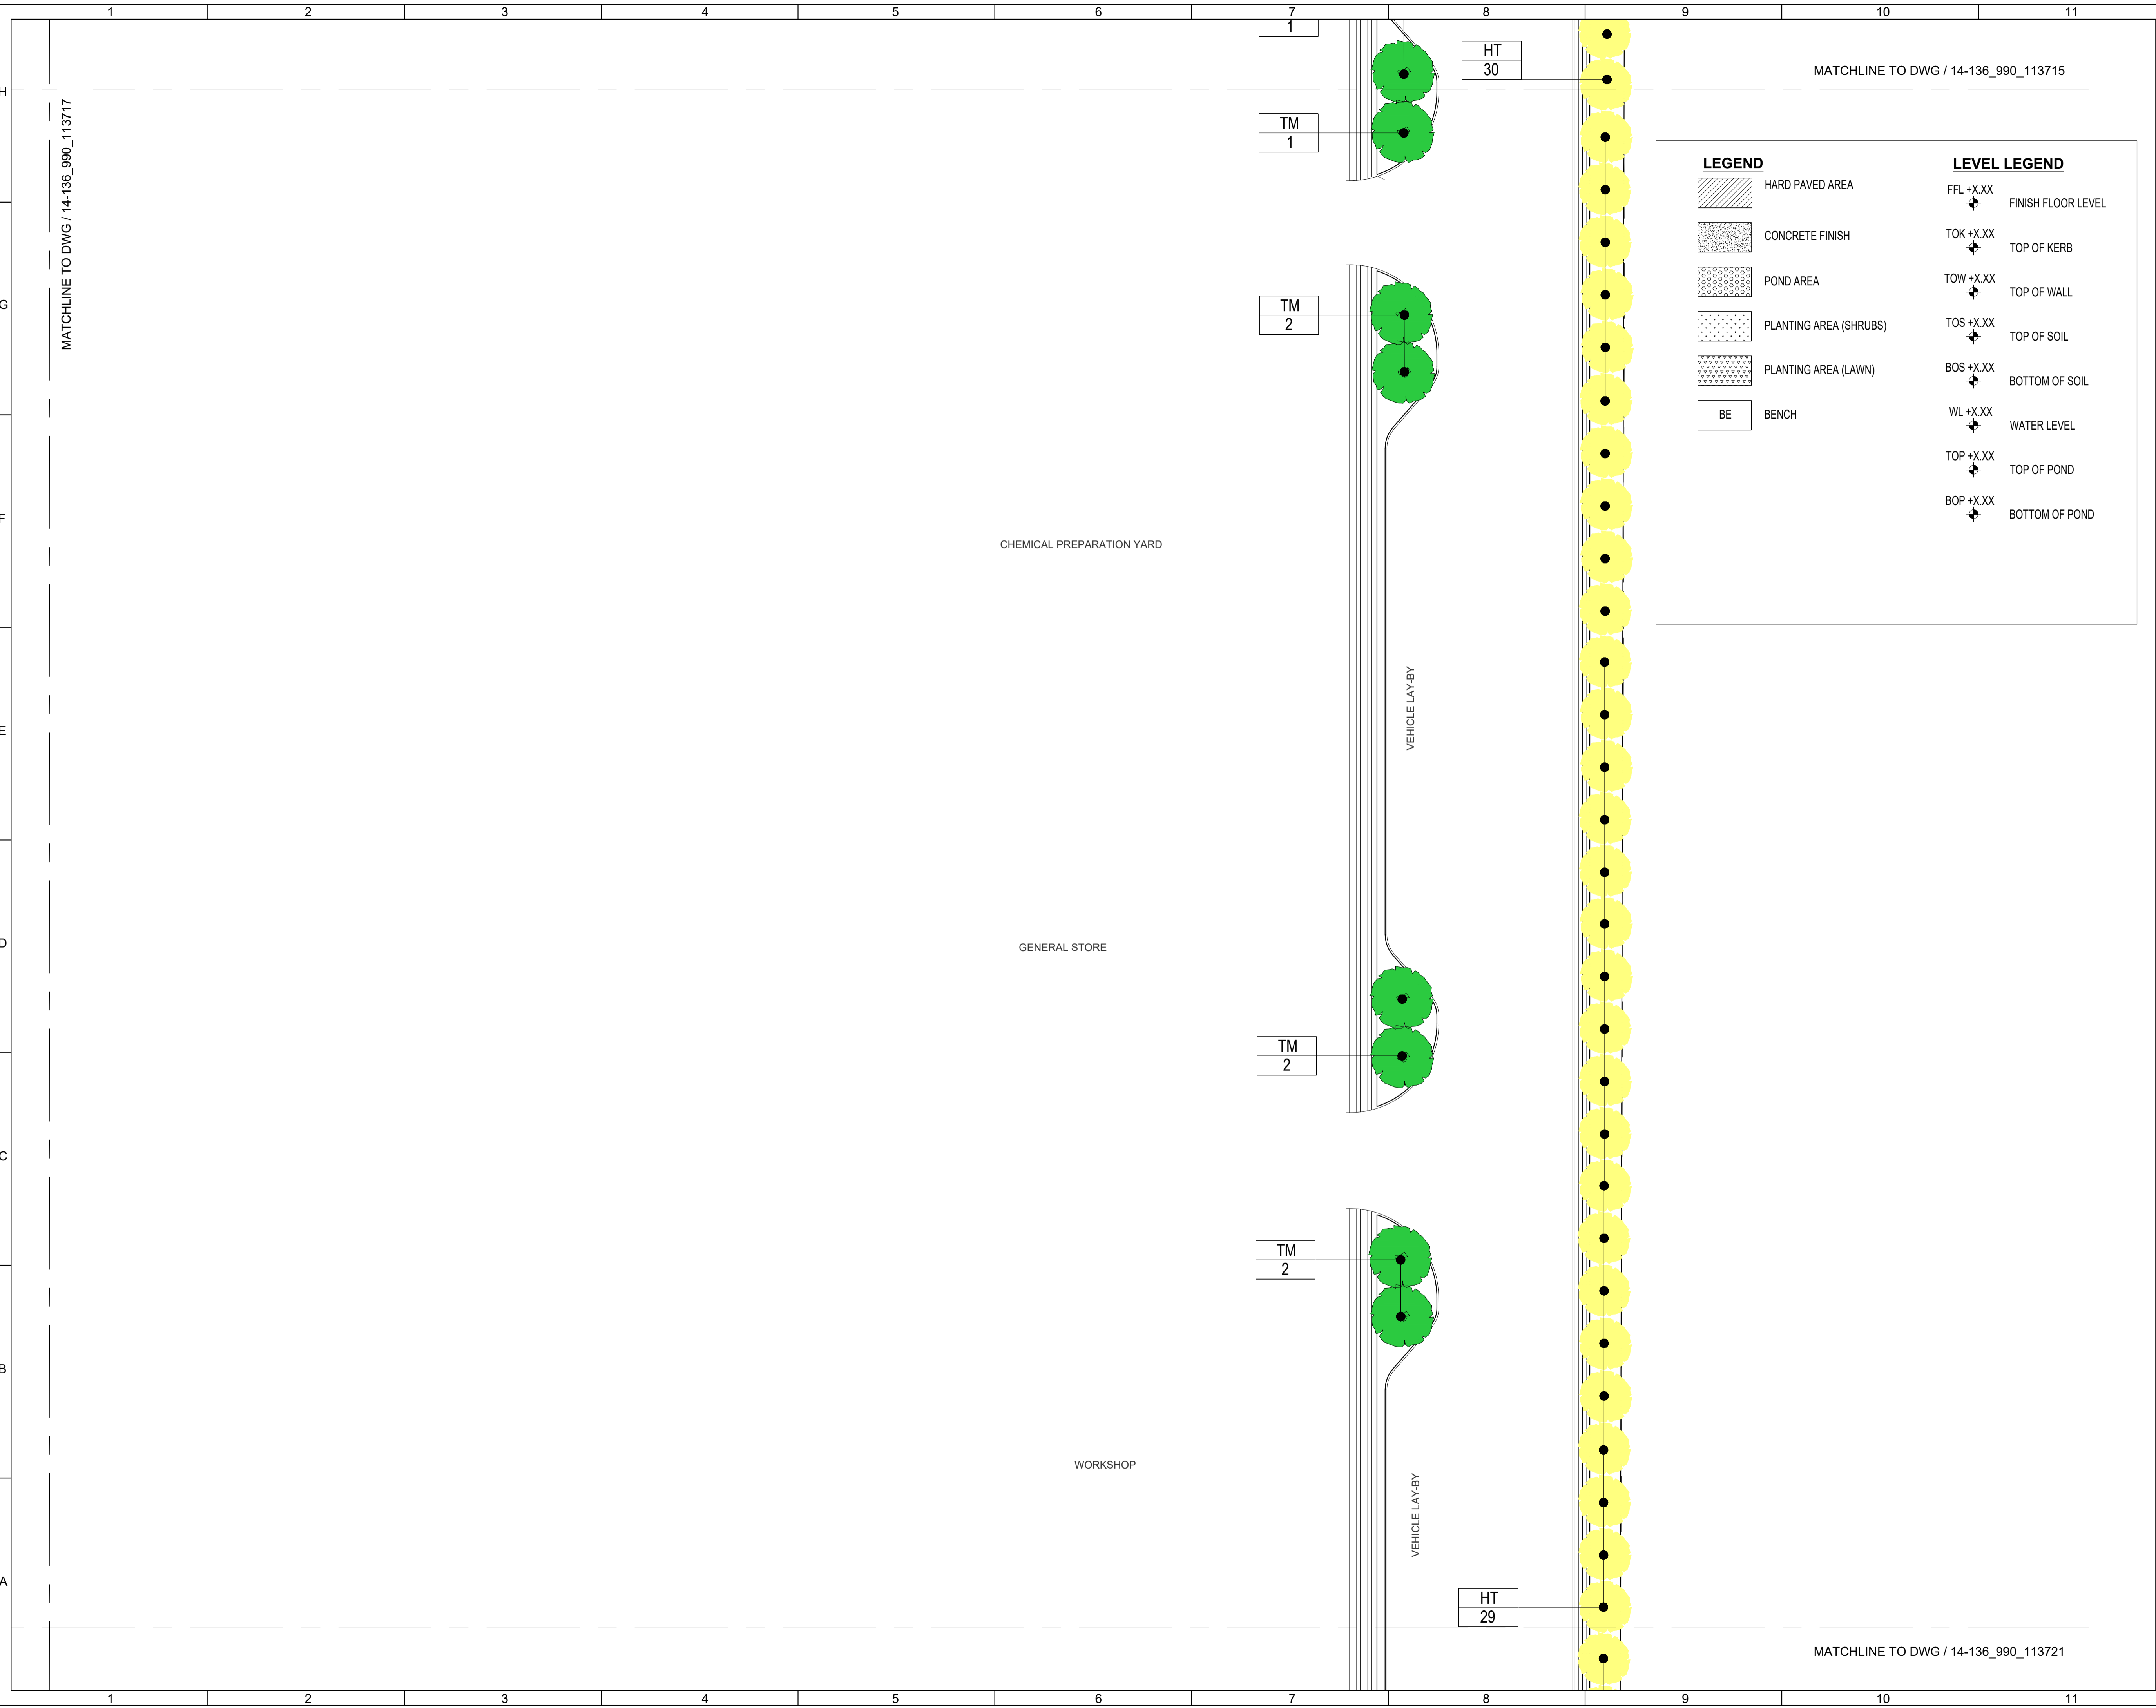 1 2 3 4 5 6 7 8 9 10 11
1
HT
30
MATCHLINE TO DWG / 14-136_990_113715
H
MATCHLINE TO DWG / 14-136_990_113717
TM
1
LEGEND
HARD PAVED AREA
CONCRETE FINISH
POND AREA
PLANTING AREA (SHRUBS)
PLANTING AREA (LAWN)
BE BENCH
LEVEL LEGEND
FFL +X.XX
FINISH FLOOR LEVEL
TOK +X.XX
TOP OF KERB
TOW +X.XX
TOP OF WALL
TOS +X.XX
TOP OF SOIL
BOS +X.XX
BOTTOM OF SOIL
WL +X.XX
WATER LEVEL
TOP +X.XX
TOP OF POND
BOP +X.XX
BOTTOM OF POND
G
TM
2
F
CHEMICAL PREPARATION YARD
E
VEHICLE LAY-BY
D
GENERAL STORE
TM
2
C
TM
2
B
WORKSHOP
VEHICLE LAY-BY
A
HT
29
MATCHLINE TO DWG / 14-136_990_113721
1 2 3 4 5 6 7 8 9 10 11